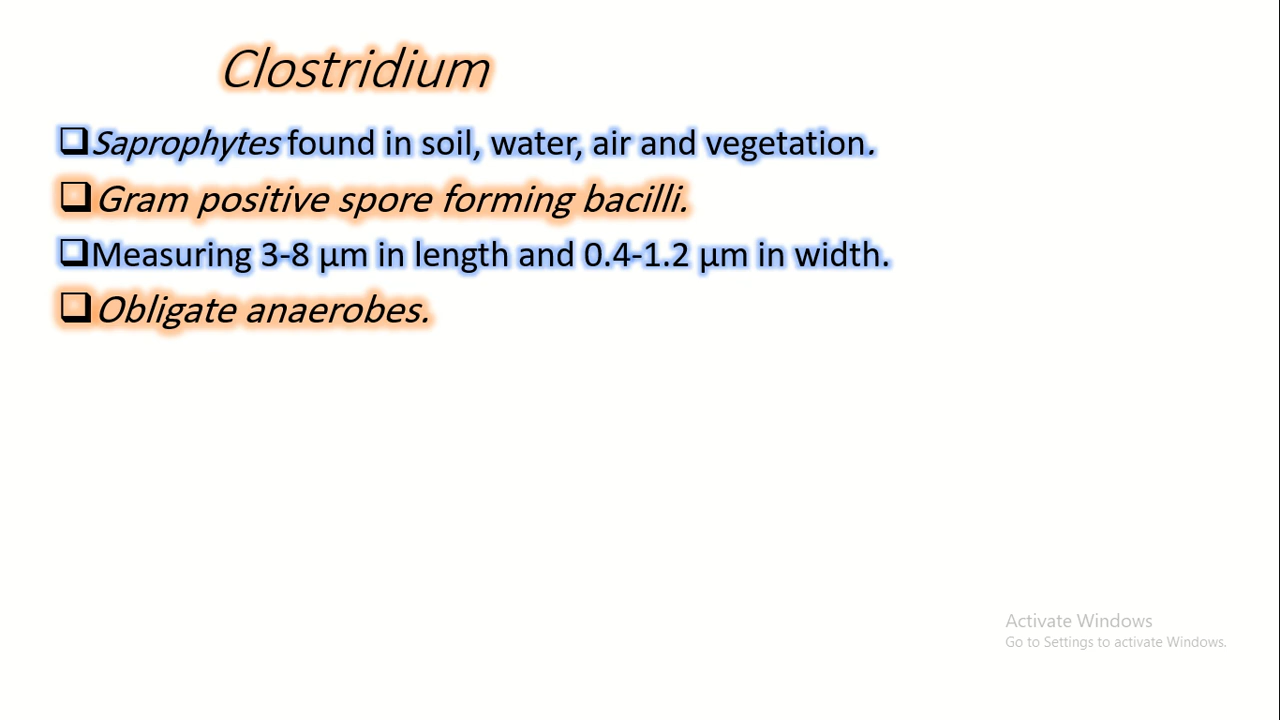 Clostridium
❑Saprophytes found in soil, water, air and vegetation.
❑Gram positive spore forming bacilli.
❑Measuring 3-8 µm in length and 0.4-1.2 µm in width.
❑Obligate anaerobes.
Activate Windows
Go to Settings to activate Windows.